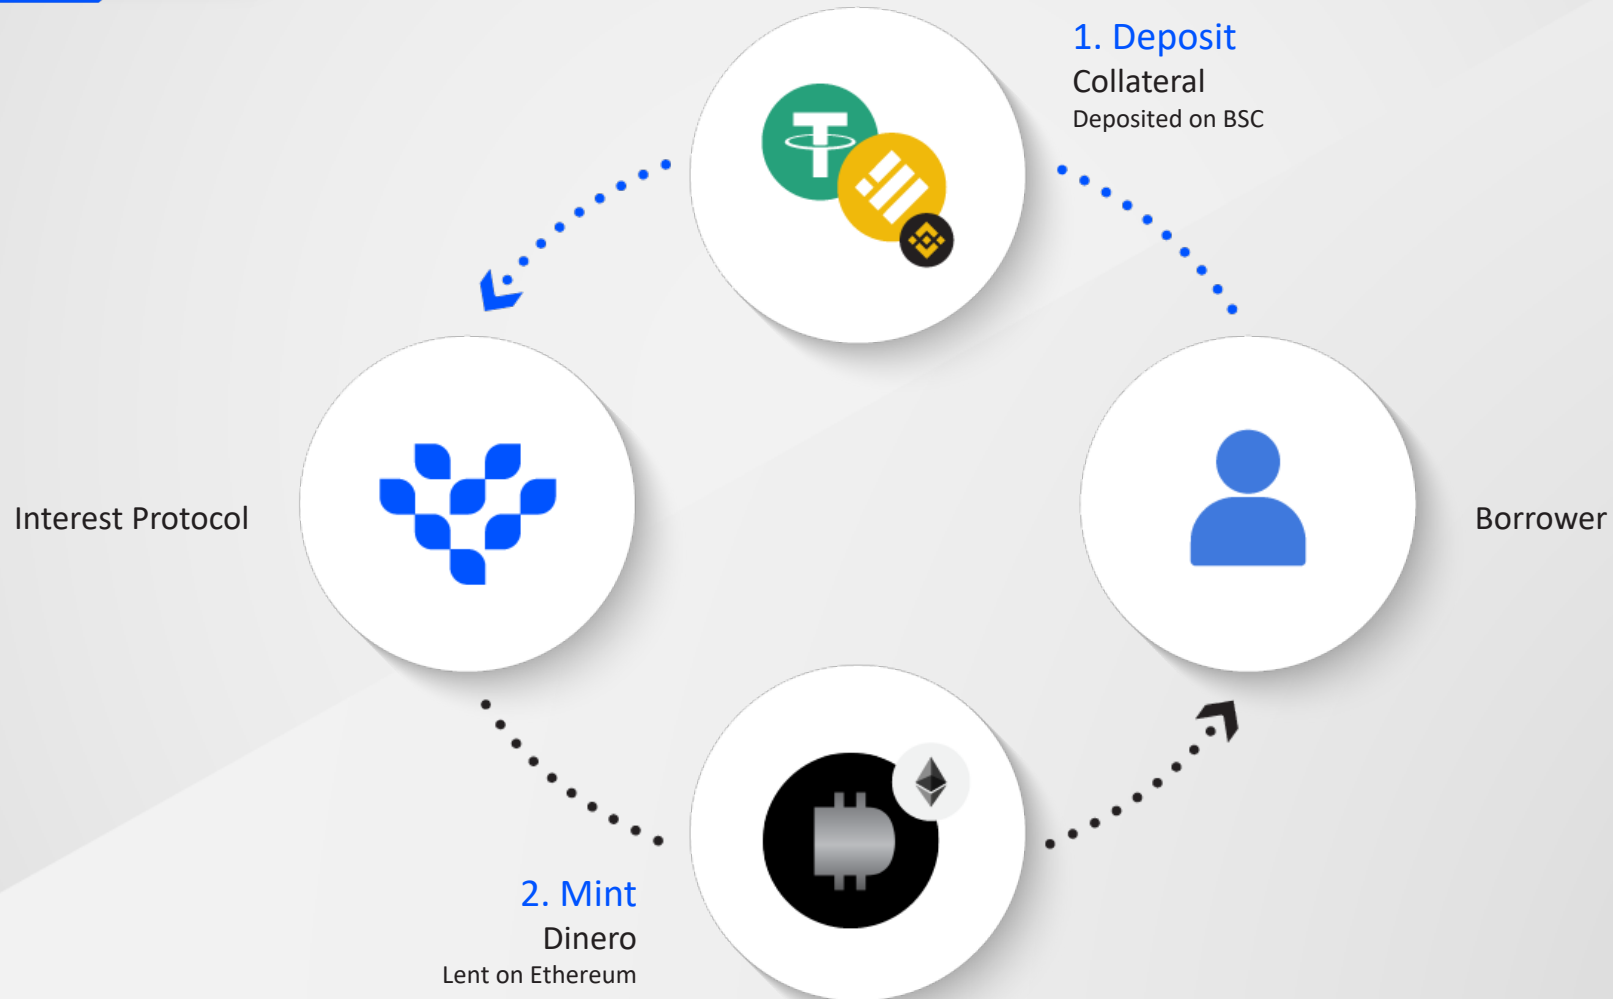 1. Deposit
Collateral
Deposited on BSC
Interest Protocol
Borrower
2. Mint
Dinero
Lent on Ethereum